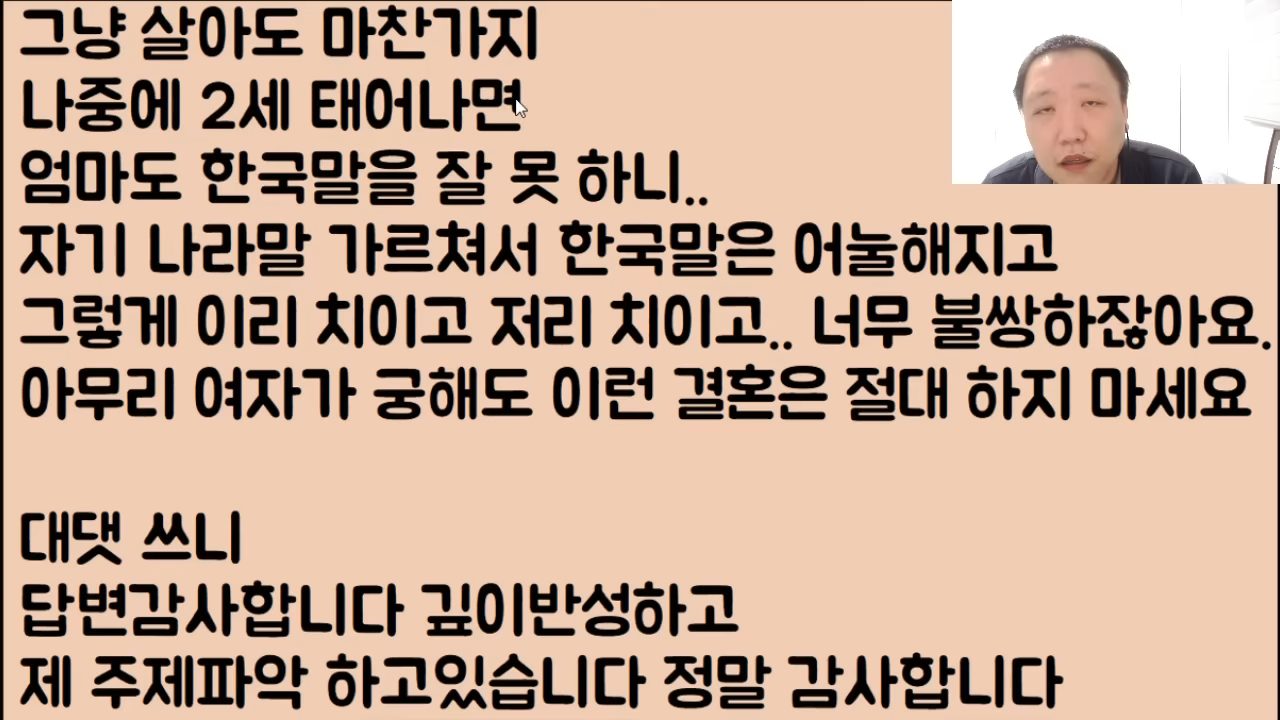 그냥 살아도 마찬가지
나중에 2세 태어나면
엄마도 한국말을 잘 못 하니..
자기 나라말 가르쳐서 한국말은 어눌해지고
그렇게 이리 치이고 저리 치이고.. 너무 불쌍하잖아요.
아무리 여자가 궁해도 이런 결혼은 절대 하지 마세요
대댓 쓰니
답변감사합니다 깊이반성하고
제 주제파악 하고있습니다 정말 감사합니다